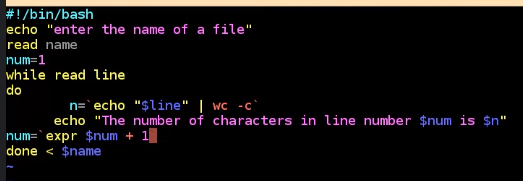 #!/bin/bash
echo "enter the name of a file"
read name
num=1
while read line
do
        n=`echo "$line" | wc -c`
      echo "The number of characters in line number $num is $n"
num=`expr $num + 1
done < $name
~